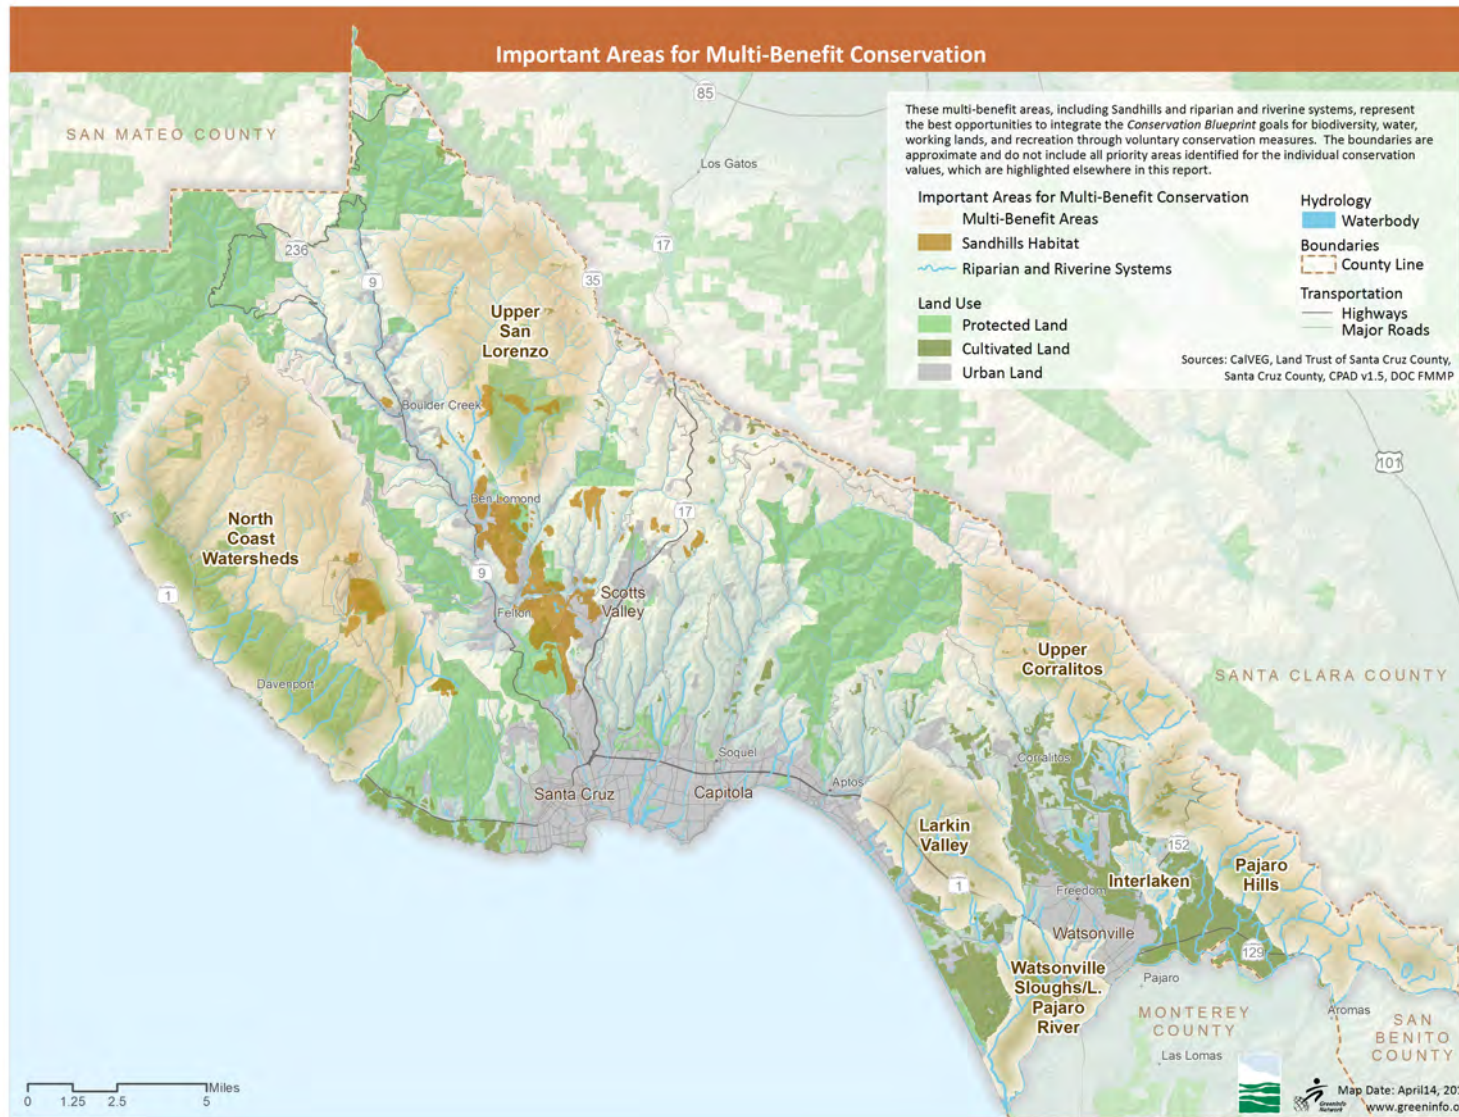 Important Areas for Multi-Benefit Conservation
These multi-benefit areas, including Sandhills and riparian and riverine systems, represent
the best opportunities to integrate the Conservation Blueprint goals for biodiversity, water,
working lands, and recreation through voluntary conservation measures. The boundaries are
approximate and do not include all priority areas identified for the individual conservation
values, which are highlighted elsewhere in this report.
Important Areas for Multi-Benefit Conservation
Multi-Benefit Areas
Sandhills Habitat
Riparian and Riverine Systems
Land Use
Protected Land
Cultivated Land
Urban Land
Hydrology
Waterbody
Boundaries
County Line
Transportation
Highways
Major Roads
Sources: CalVEG, Land Trust of Santa Cruz County,
Santa Cruz County, CPAD v1.5, DOC FMMP
SAN MATEO COUNTY
85
Los Gatos
17
236
9
35
Upper
San
Lorenzo
Boulder Creek
101
Ben Lomond
17
North
Coast
Watersheds
1
9
Scotts
Valley
Felton
Davenport
Upper
Corralitos
SANTA CLARA COUNTY
Soquel
Corralitos
Santa Cruz
Capitola
Aptos
Larkin
Valley
152
1
Interlaken
Pajaro
Hills
Freedom
Watsonville
129
Watsonville
Sloughs/L.
Pajaro
River
Pajaro
MONTEREY
COUNTY
Aromas
SAN
BENITO
COUNTY
Las Lomas
Miles
0 1.25 2.5 5
GreenInfo
Network
Map Date: April14, 20
www.greeninfo.o